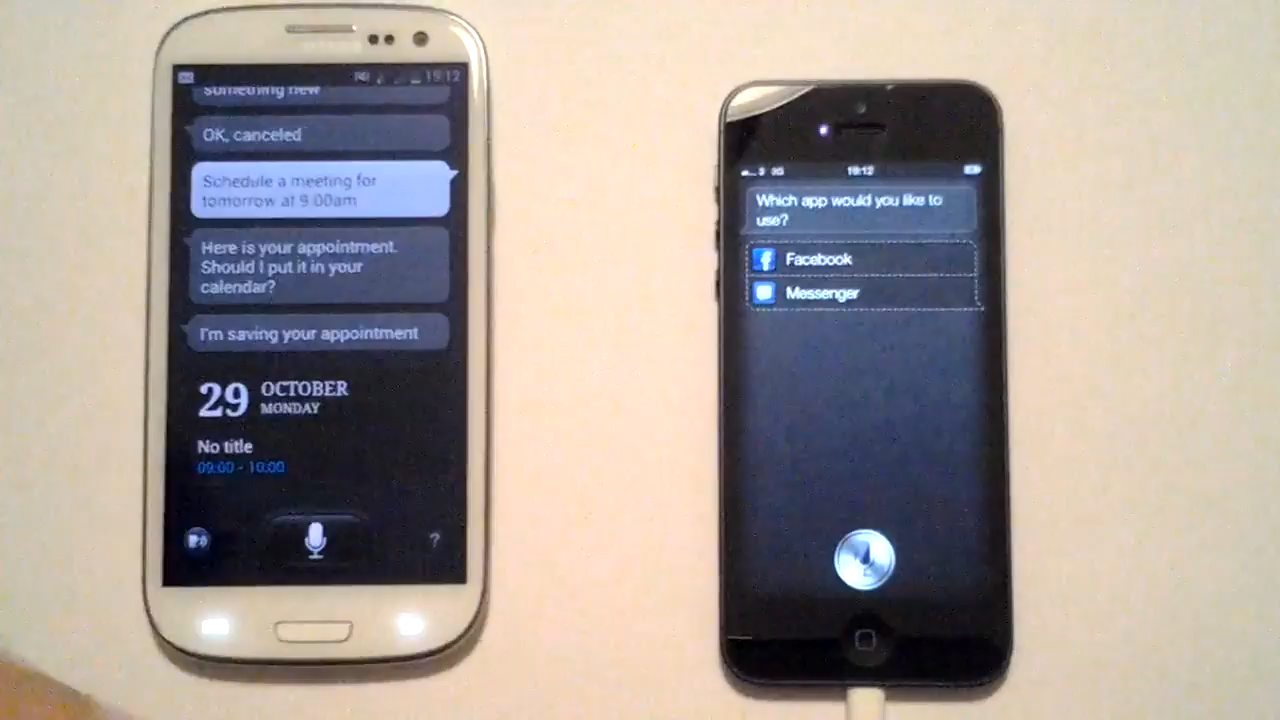 19:12
something new
OK, canceled
Schedule a meeting for
tomorrow at 9:00am
Here is your appointment.
Should I put it in your
calendar?
I'm saving your appointment
29 OCTOBER
MONDAY
No title
09:00 - 10:00
?
3 3G 19:12
Which app would you like to
use?
Facebook
Messenger